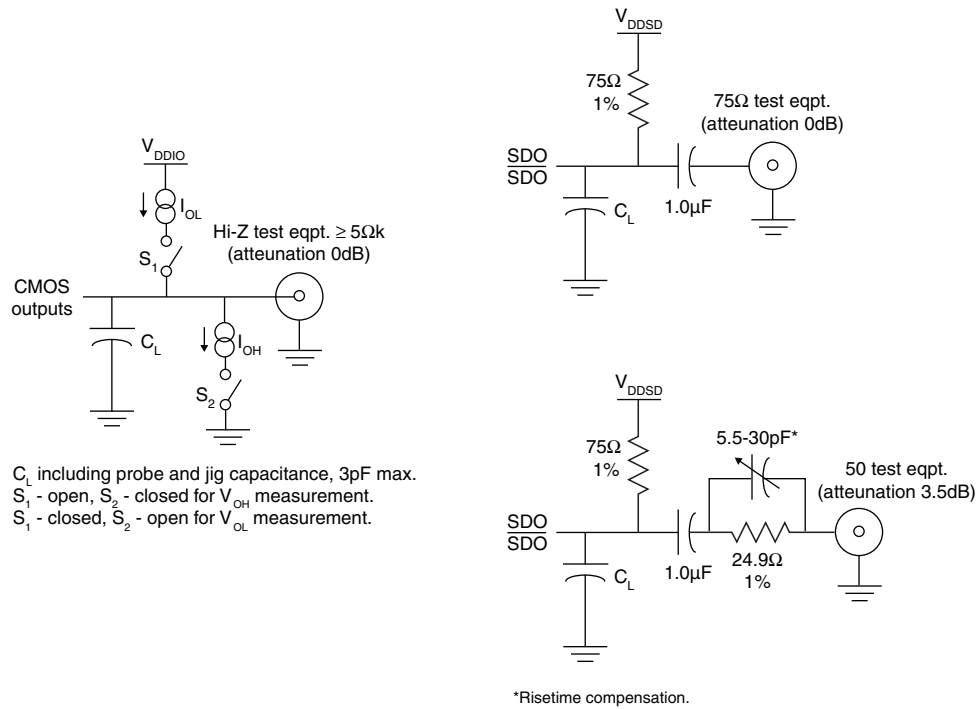 V_DDIO
I_OL
S_1
Hi-Z test eqpt. ≥ 5Ωk
(atteunation 0dB)
CMOS
outputs
C_L
I_OH
S_2
C_L including probe and jig capacitance, 3pF max.
S_1 - open, S_2 - closed for V_OH measurement.
S_1 - closed, S_2 - open for V_OL measurement.
V_DDSD
75Ω
1%
75Ω test eqpt.
(atteunation 0dB)
SDO
SDO
C_L
1.0µF
V_DDSD
75Ω
1%
5.5-30pF*
50 test eqpt.
(atteunation 3.5dB)
SDO
SDO
C_L
1.0µF
24.9Ω
1%
*Risetime compensation.